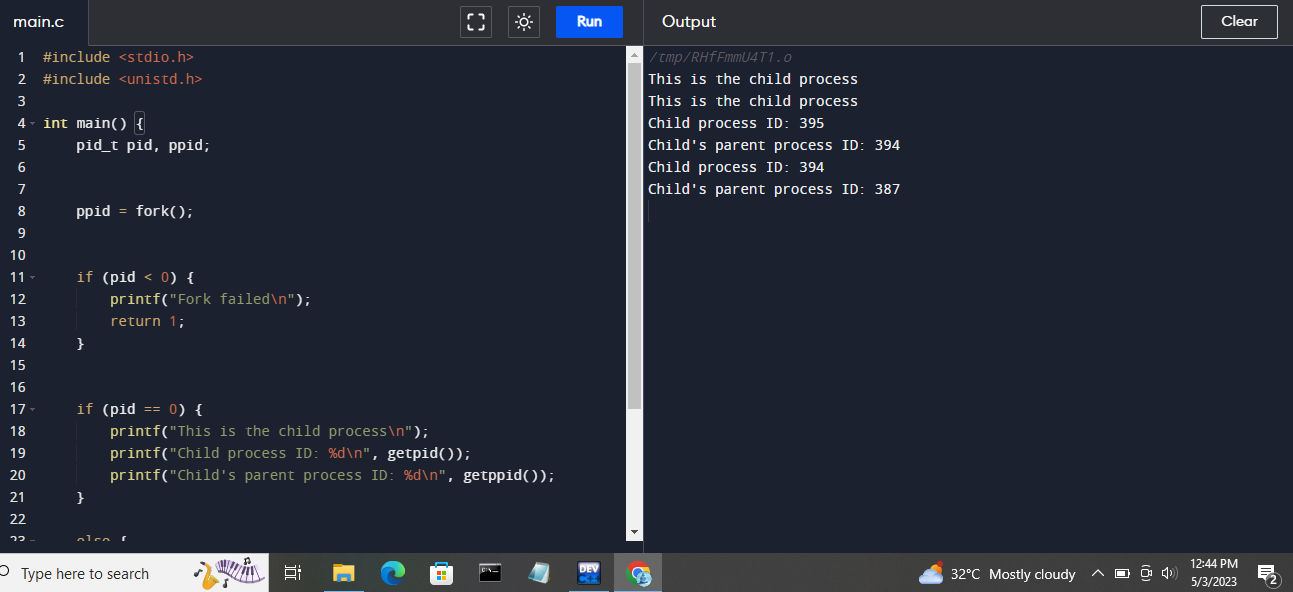 main.c
Run
Output
Clear
1 #include <stdio.h>
2 #include <unistd.h>
3
4 int main() {
5 pid_t pid, ppid;
6
7
8 ppid = fork();
9
10
11 if (pid < 0) {
12 printf("Fork failed\n");
13 return 1;
14 }
15
16
17 if (pid == 0) {
18 printf("This is the child process\n");
19 printf("Child process ID: %d\n", getpid());
20 printf("Child's parent process ID: %d\n", getppid());
21 }
22
23 else {
/tmp/RHfFmmU4T1.o
This is the child process
This is the child process
Child process ID: 395
Child's parent process ID: 394
Child process ID: 394
Child's parent process ID: 387
Type here to search
DEV
32°C Mostly cloudy
12:44 PM
5/3/2023
2